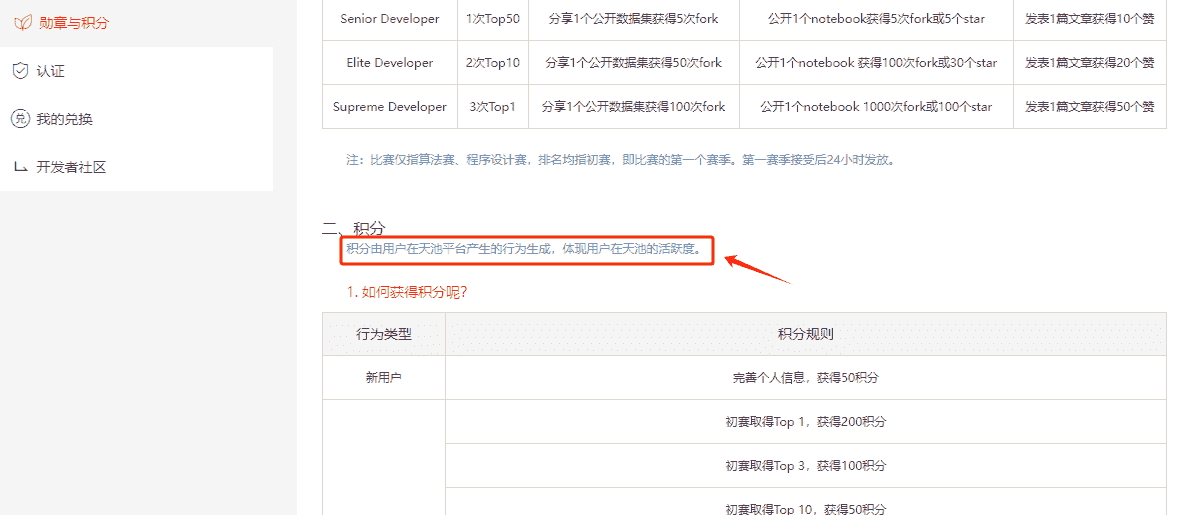 勋章与积分
认证
我的兑换
开发者社区
Senior Developer 1次Top50 分享1个公开数据集获得5次fork 公开1个notebook获得5次fork或5个star 发表1篇文章获得10个赞
Elite Developer 2次Top10 分享1个公开数据集获得50次fork 公开1个notebook 获得100次fork或30个star 发表1篇文章获得20个赞
Supreme Developer 3次Top1 分享1个公开数据集获得100次fork 公开1个notebook 1000次fork或100个star 发表1篇文章获得50个赞
注：比赛仅指算法赛、程序设计赛，排名均指初赛，即比赛的第一个赛季。第一赛季接受后24小时发放。
二、积分
积分由用户在天池平台产生的行为生成，体现用户在天池的活跃度。
1. 如何获得积分呢？
行为类型 积分规则
新用户 完善个人信息，获得50积分
初赛取得Top 1，获得200积分
初赛取得Top 3，获得100积分
初赛取得Top 10，获得50积分